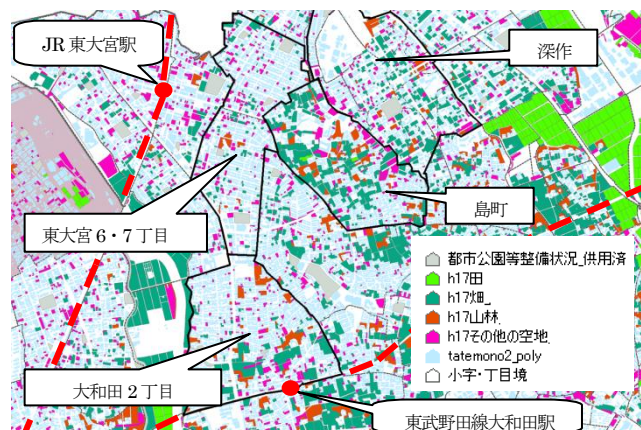 JR 東大宮駅
深作
島町
東大宮 6・7 丁目
都市公園等整備状況_供用済
h17田
h17畑_
h17山林_
h17その他の空地_
tatemono2_poly
小字・丁目境
大和田 2 丁目
東武野田線大和田駅